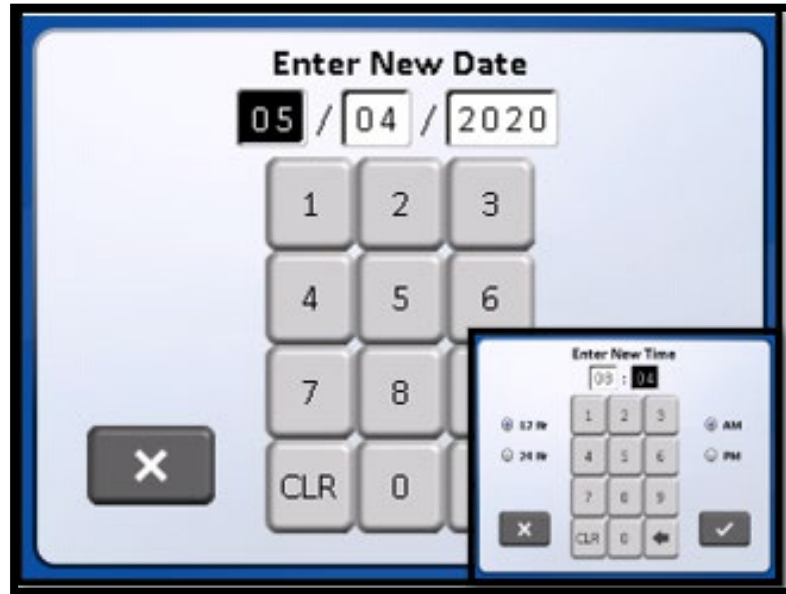 Enter New Date
05 / 04 / 2020
1 2 3
4 5 6
7 8
CLR 0
Enter New Time
03 : 04
1 2 3
12 Hr AM
4 5 6
24 Hr PM
7 8 9
CLR 0